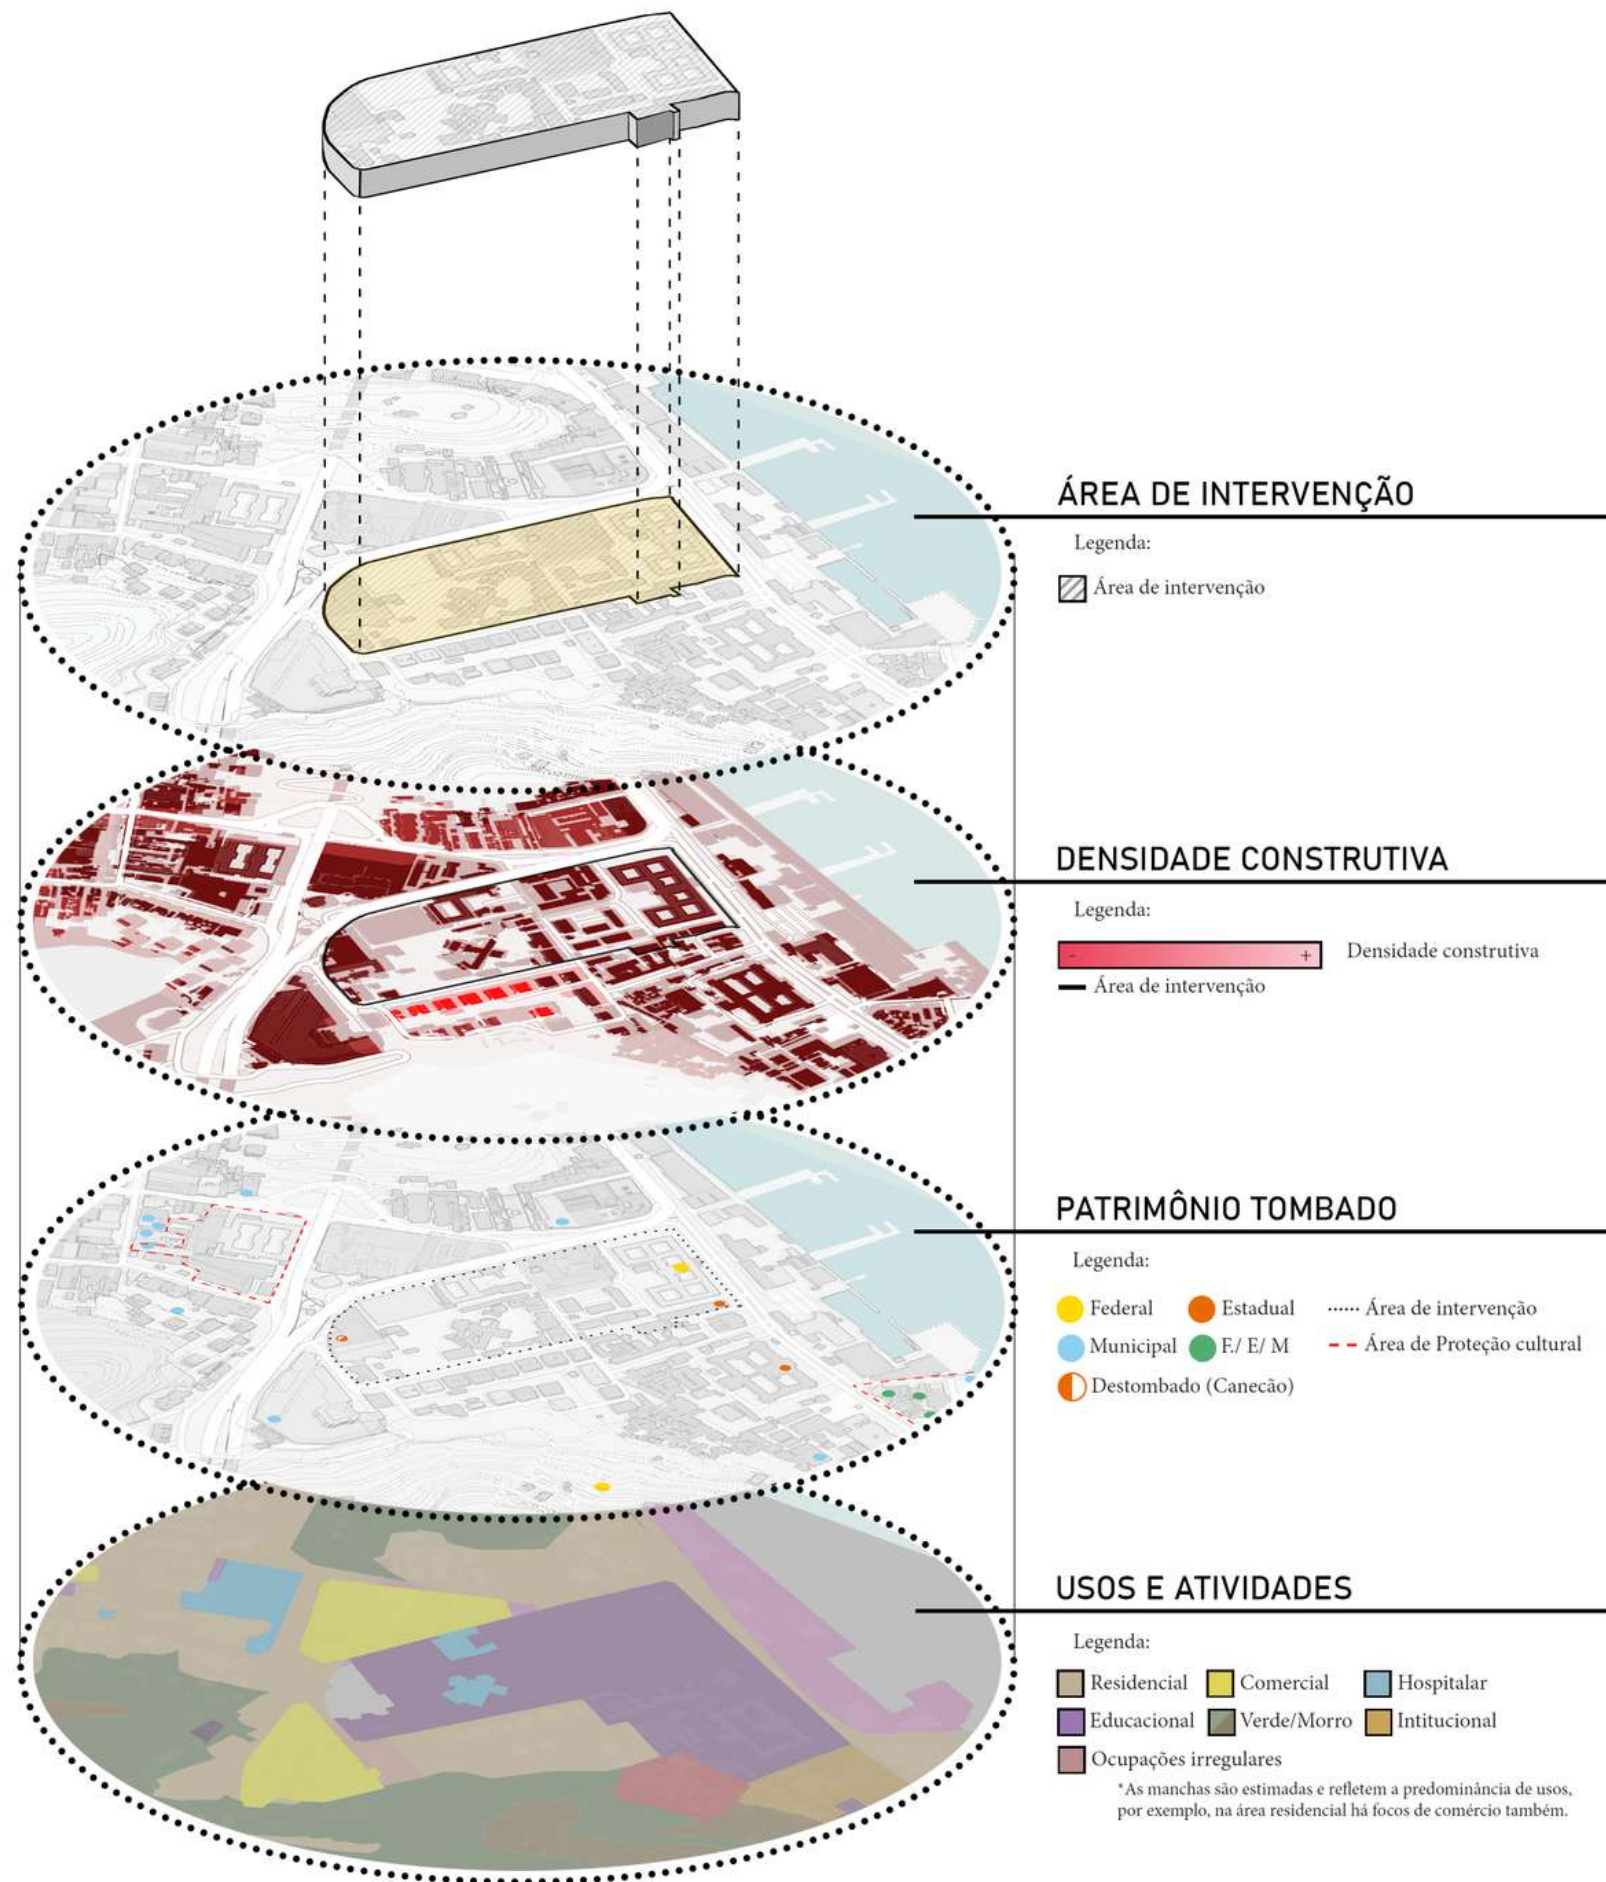 ÁREA DE INTERVENÇÃO
Legenda:
Área de intervenção
DENSIDADE CONSTRUTIVA
Legenda:
- + Densidade construtiva
Área de intervenção
PATRIMÔNIO TOMBADO
Legenda:
Federal Estadual Área de intervenção
Municipal F./ E/ M Área de Proteção cultural
Destombado (Canecão)
USOS E ATIVIDADES
Legenda:
Residencial Comercial Hospitalar
Educacional Verde/Morro Intitucional
Ocupações irregulares
*As manchas são estimadas e refletem a predominância de usos,
por exemplo, na área residencial há focos de comércio também.